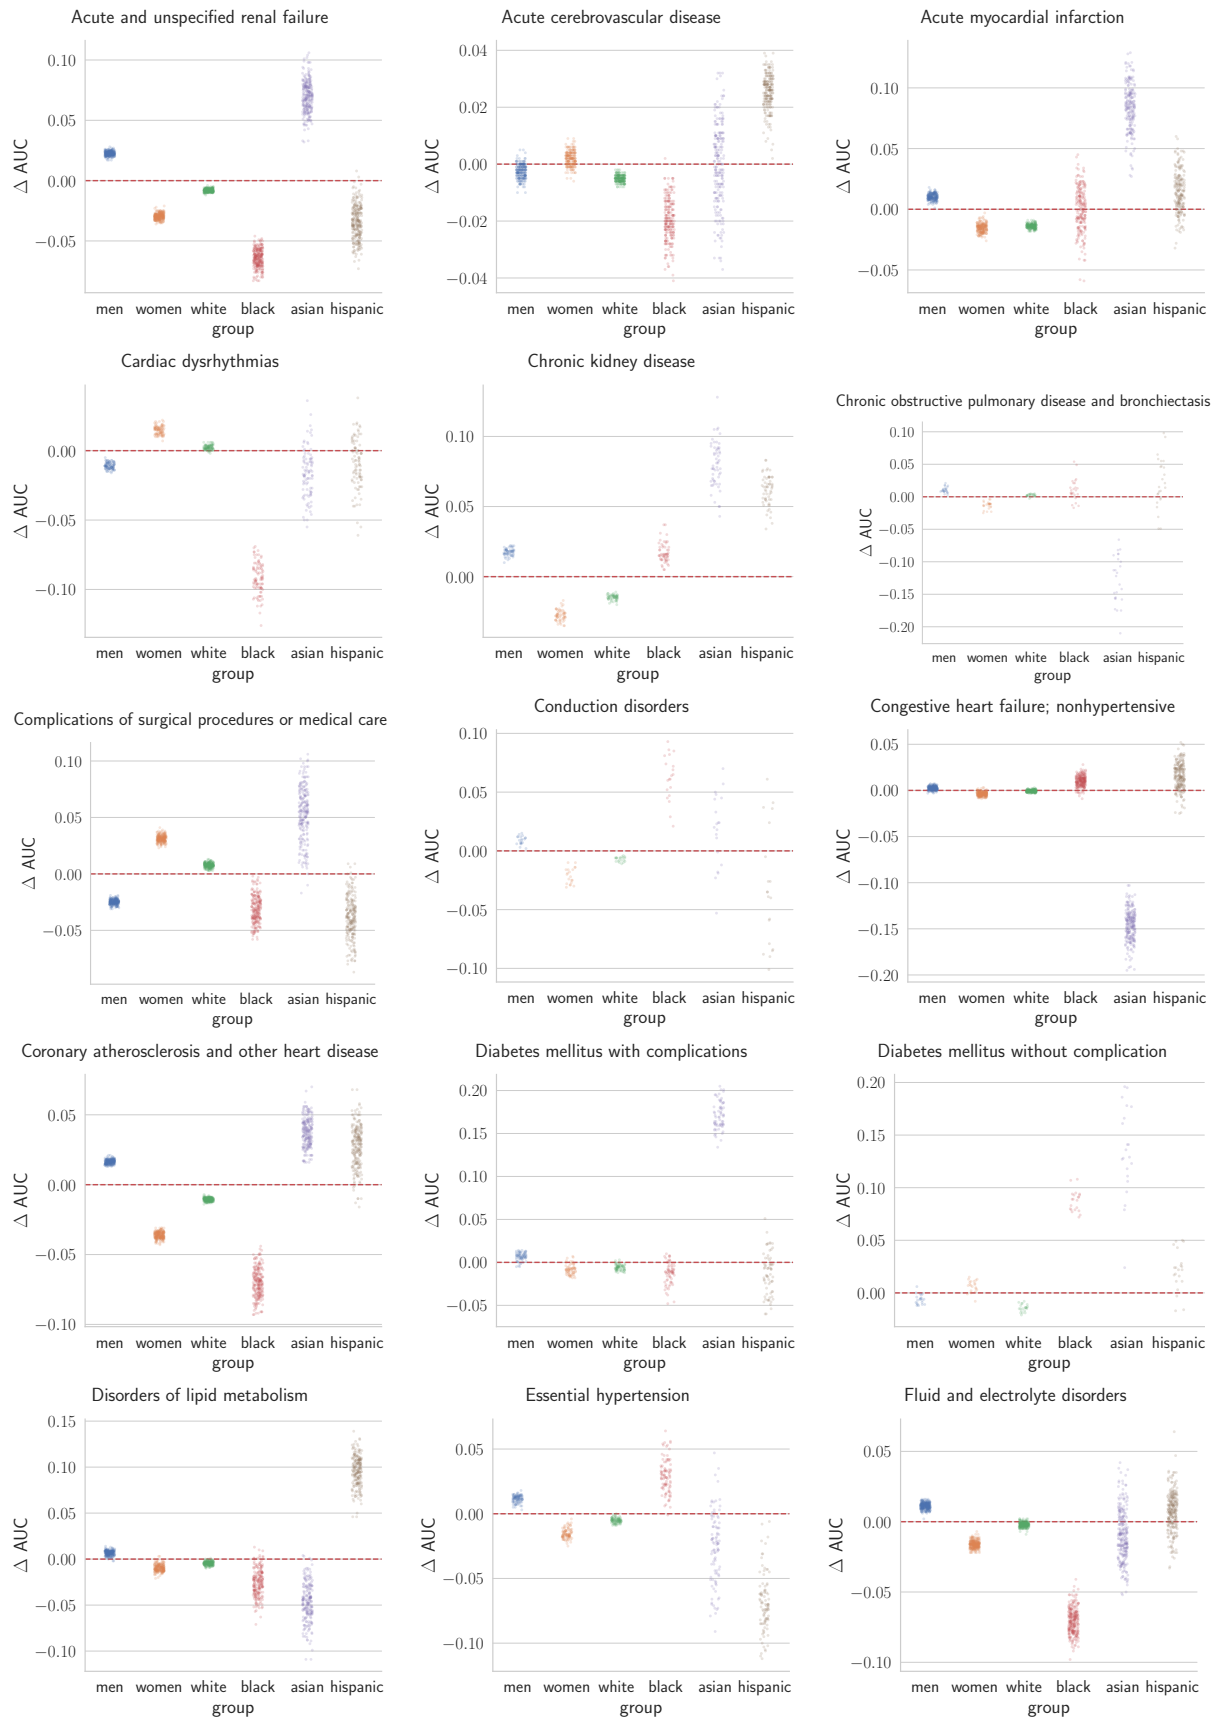 Acute and unspecified renal failure
Acute cerebrovascular disease
Acute myocardial infarction
0.10
0.05
0.00
−0.05
Δ AUC
men women white black asian hispanic
group
0.04
0.02
0.00
−0.02
−0.04
Δ AUC
men women white black asian hispanic
group
0.10
0.05
0.00
−0.05
Δ AUC
men women white black asian hispanic
group
Cardiac dysrhythmias
Chronic kidney disease
Chronic obstructive pulmonary disease and bronchiectasis
0.00
−0.05
−0.10
Δ AUC
men women white black asian hispanic
group
0.10
0.05
0.00
Δ AUC
men women white black asian hispanic
group
0.10
0.05
0.00
−0.05
−0.10
−0.15
−0.20
Δ AUC
men women white black asian hispanic
group
Complications of surgical procedures or medical care
Conduction disorders
Congestive heart failure; nonhypertensive
0.10
0.05
0.00
−0.05
Δ AUC
men women white black asian hispanic
group
0.10
0.05
0.00
−0.05
−0.10
Δ AUC
men women white black asian hispanic
group
0.05
0.00
−0.05
−0.10
−0.15
−0.20
Δ AUC
men women white black asian hispanic
group
Coronary atherosclerosis and other heart disease
Diabetes mellitus with complications
Diabetes mellitus without complication
0.05
0.00
−0.05
−0.10
Δ AUC
men women white black asian hispanic
group
0.20
0.15
0.10
0.05
0.00
−0.05
Δ AUC
men women white black asian hispanic
group
0.20
0.15
0.10
0.05
0.00
Δ AUC
men women white black asian hispanic
group
Disorders of lipid metabolism
Essential hypertension
Fluid and electrolyte disorders
0.15
0.10
0.05
0.00
−0.05
−0.10
Δ AUC
men women white black asian hispanic
group
0.05
0.00
−0.05
−0.10
Δ AUC
men women white black asian hispanic
group
0.05
0.00
−0.05
−0.10
Δ AUC
men women white black asian hispanic
group